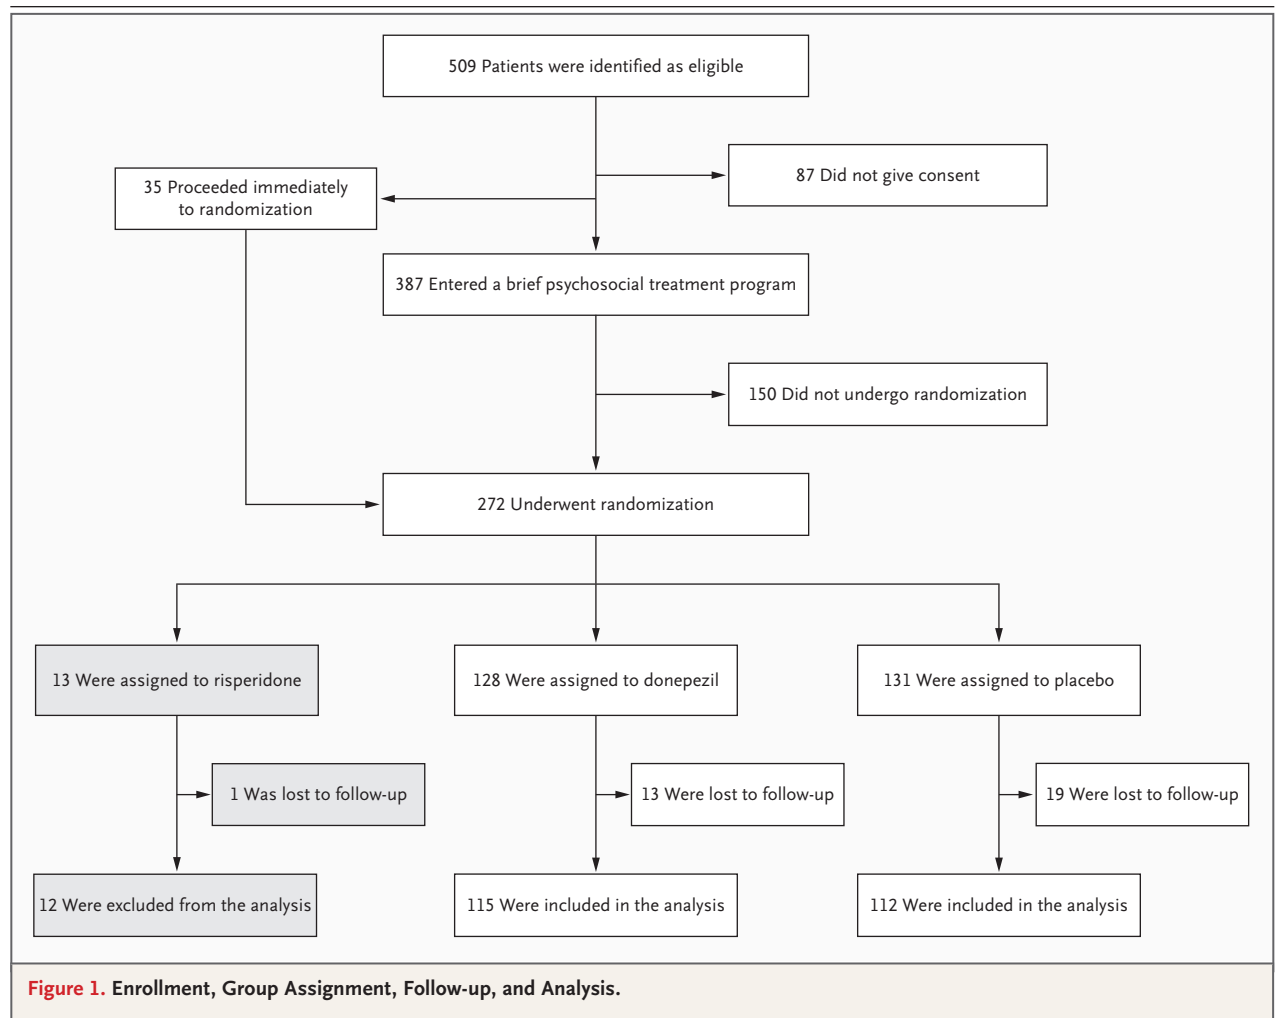 509 Patients were identified as eligible
87 Did not give consent
35 Proceeded immediately
to randomization
387 Entered a brief psychosocial treatment program
150 Did not undergo randomization
272 Underwent randomization
13 Were assigned to risperidone
128 Were assigned to donepezil
131 Were assigned to placebo
1 Was lost to follow-up
13 Were lost to follow-up
19 Were lost to follow-up
12 Were excluded from the analysis
115 Were included in the analysis
112 Were included in the analysis
Figure 1. Enrollment, Group Assignment, Follow-up, and Analysis.